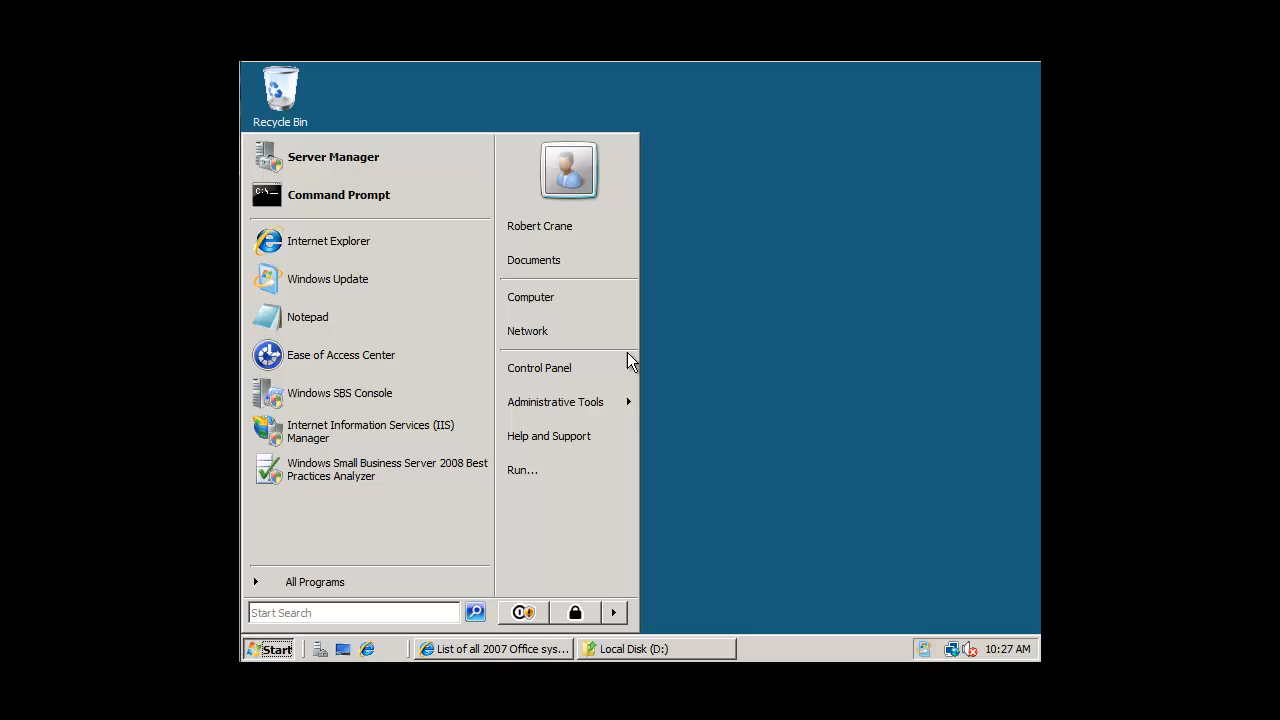 Recycle Bin
Server Manager
Command Prompt
Internet Explorer
Windows Update
Notepad
Ease of Access Center
Windows SBS Console
Internet Information Services (IIS)
Manager
Windows Small Business Server 2008 Best
Practices Analyzer
All Programs
Start Search
Robert Crane
Documents
Computer
Network
Control Panel
Administrative Tools
Help and Support
Run...
Start
List of all 2007 Office sys...
Local Disk (D:)
10:27 AM